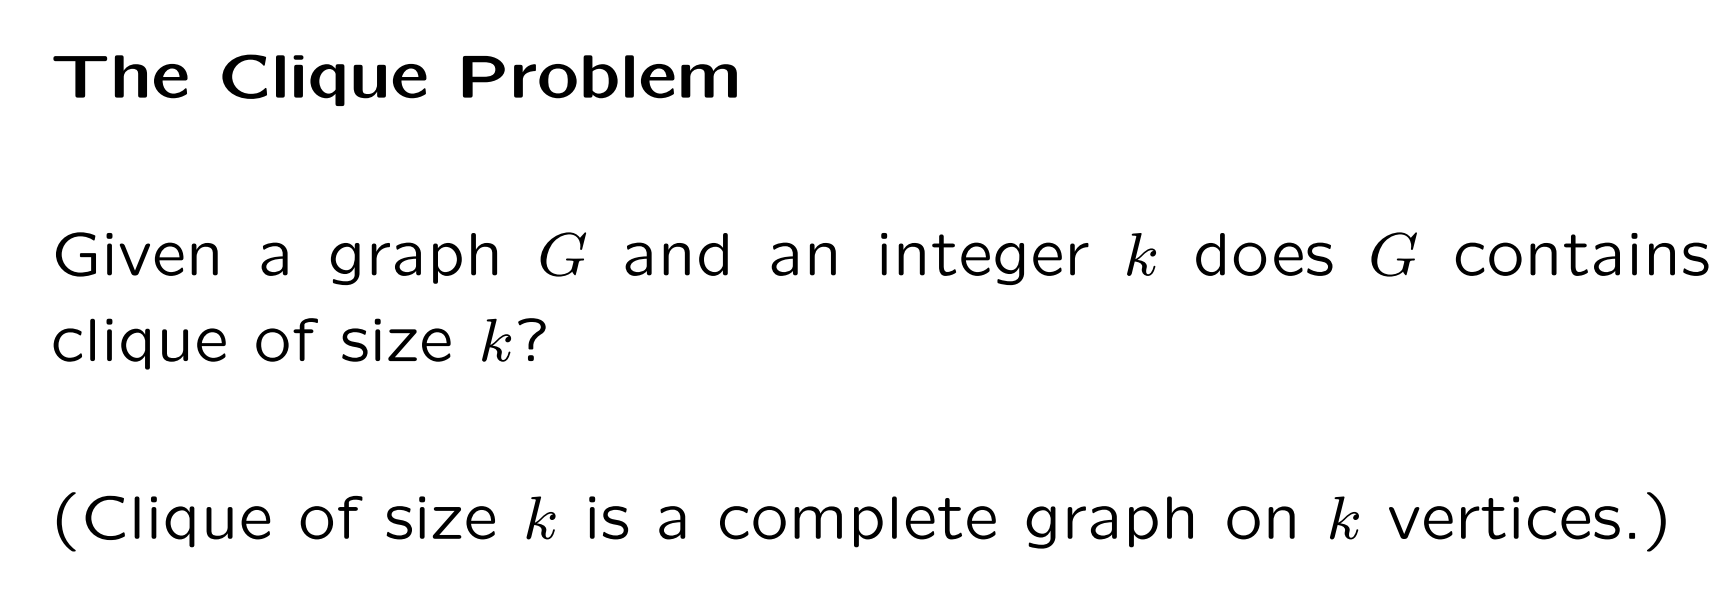 The Clique Problem
Given a graph G and an integer k does G contains
clique of size k?
(Clique of size k is a complete graph on k vertices.)